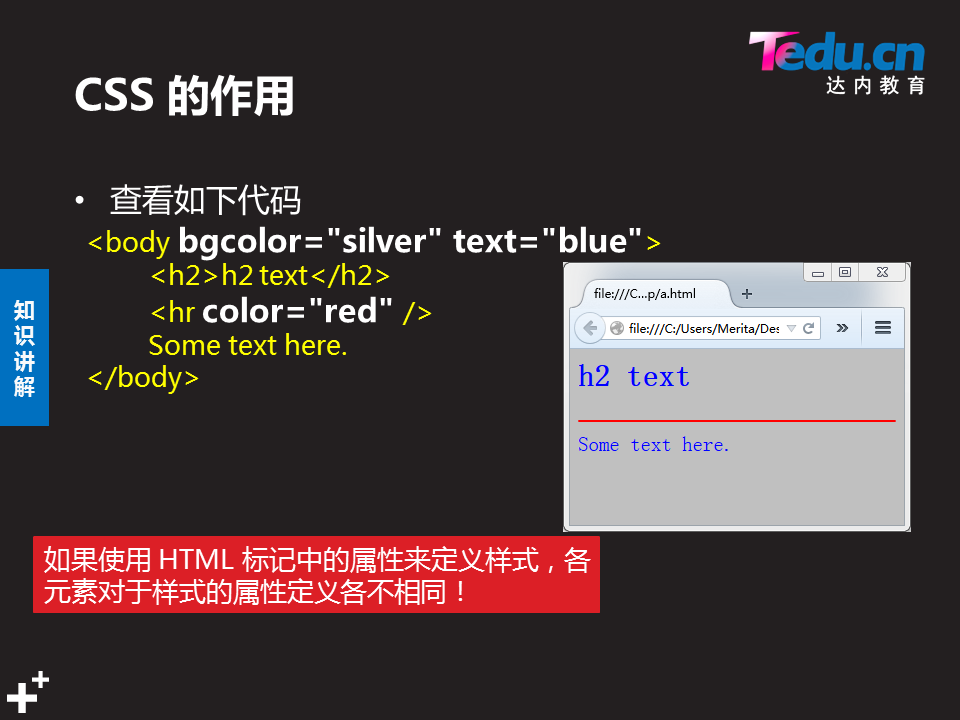 Tedu.cn
达内教育
CSS 的作用
• 查看如下代码
<body bgcolor="silver" text="blue">
<h2>h2 text</h2>
<hr color="red" />
Some text here.
</body>
知识讲解
file:///C...p/a.html
file:///C:/Users/Merita/Des
h2 text
Some text here.
如果使用 HTML 标记中的属性来定义样式，各
元素对于样式的属性定义各不相同！